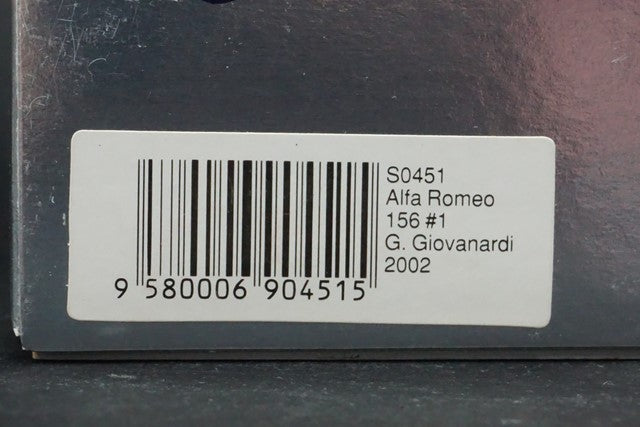 S0451
Alfa Romeo
156 #1
G. Giovanardi
2002
9 580006 904515